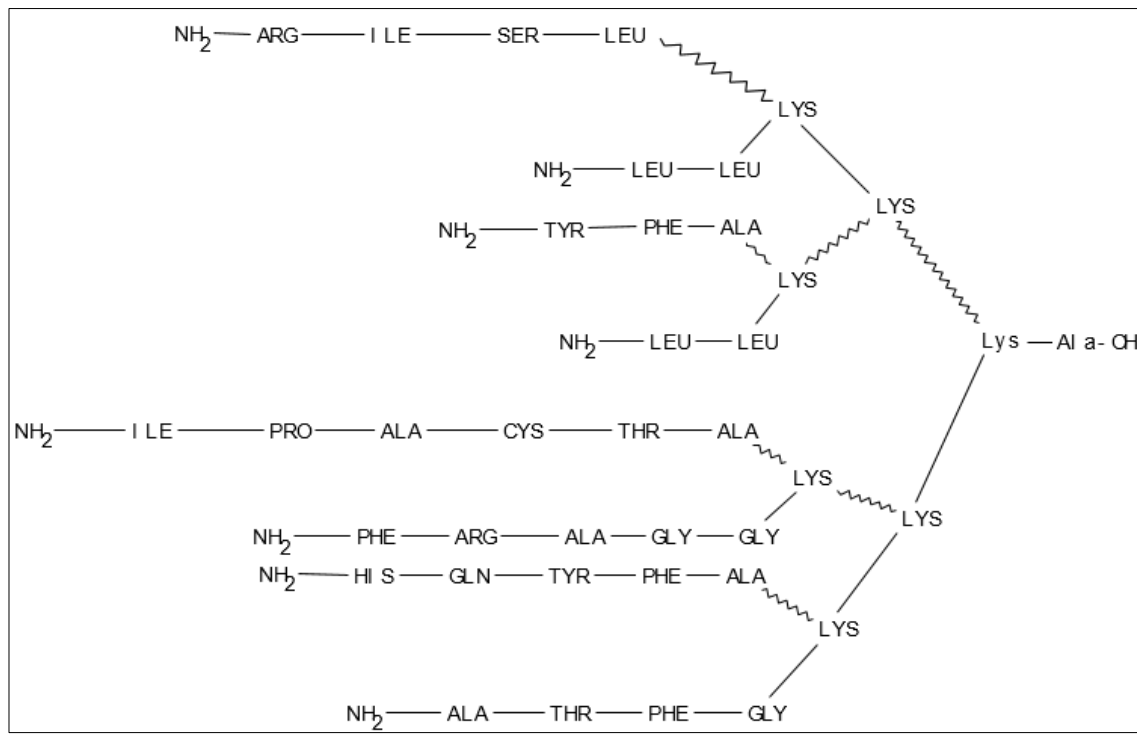 NH2 ARG ILE SER LEU
LYS
NH2 LEU LEU
LYS
NH2 TYR PHE ALA
LYS
NH2 LEU LEU
Lys Ala-OH
NH2 ILE PRO ALA CYS THR ALA
LYS
LYS
NH2 PHE ARG ALA GLY GLY
NH2 HIS GLN TYR PHE ALA
LYS
NH2 ALA THR PHE GLY